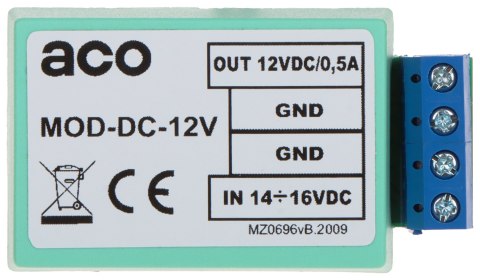 aco
MOD-DC-12V
CE
OUT 12VDC/0,5A
GND
GND
IN 14÷16VDC
MZ0696vB.2009